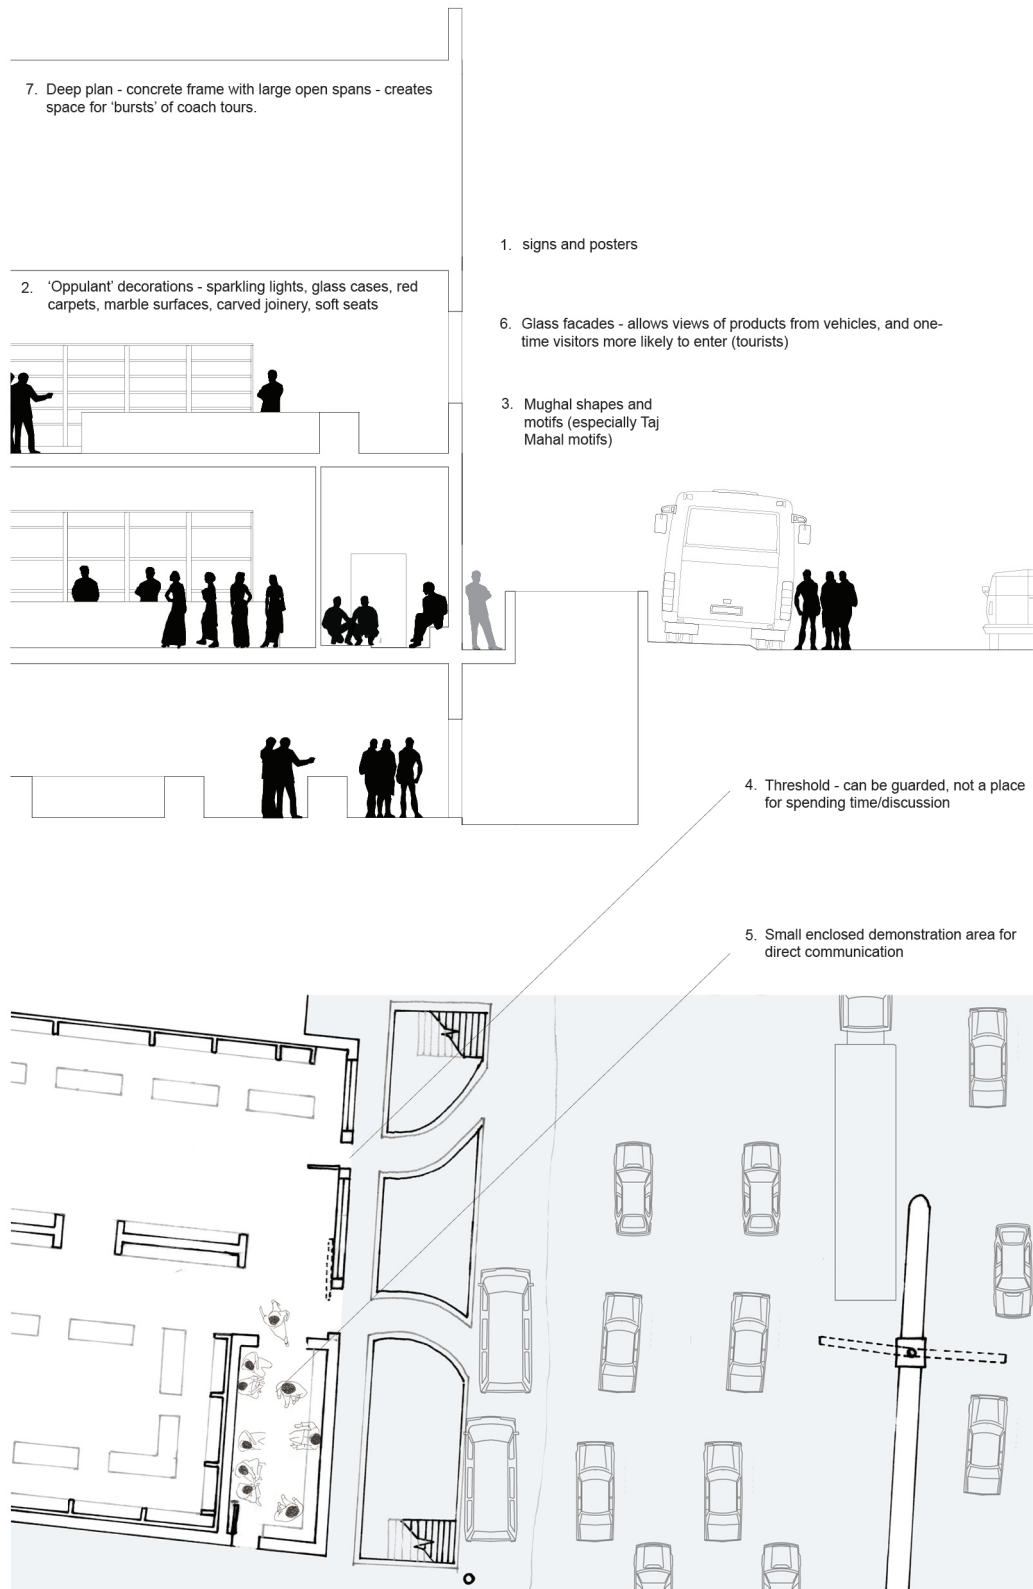 7. Deep plan - concrete frame with large open spans - creates
space for ‘bursts’ of coach tours.
1. signs and posters
2. ‘Oppulant’ decorations - sparkling lights, glass cases, red
carpets, marble surfaces, carved joinery, soft seats
6. Glass facades - allows views of products from vehicles, and one-
time visitors more likely to enter (tourists)
3. Mughal shapes and
motifs (especially Taj
Mahal motifs)
4. Threshold - can be guarded, not a place
for spending time/discussion
5. Small enclosed demonstration area for
direct communication